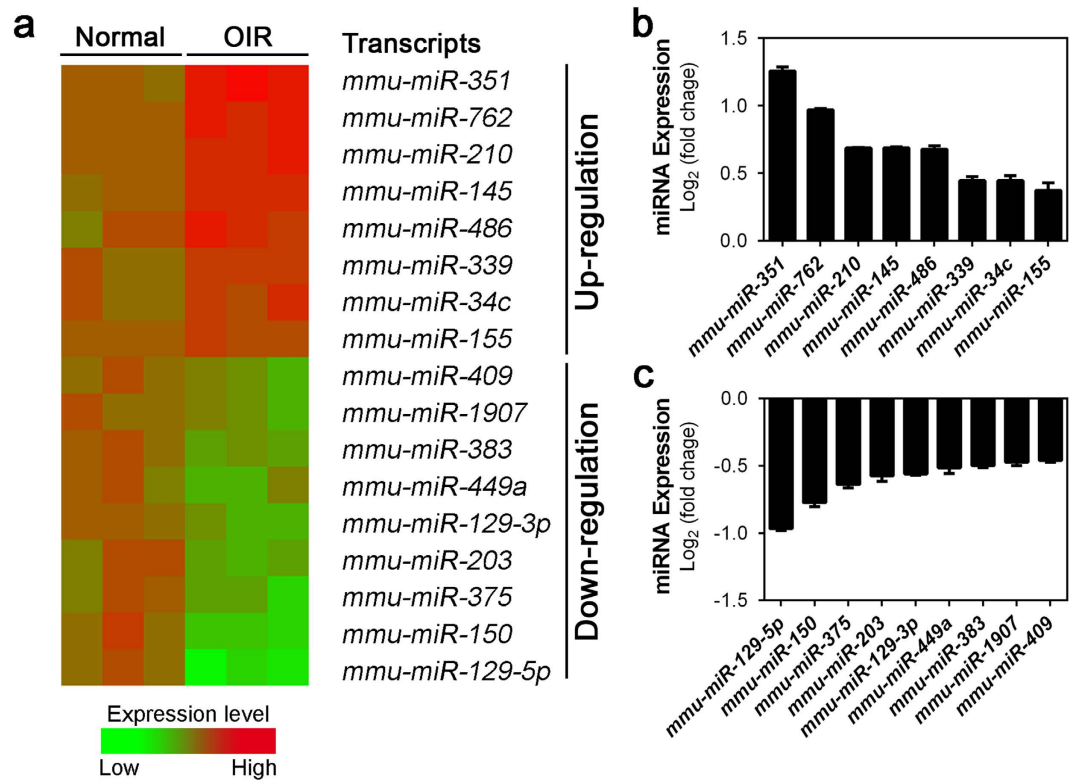 a
Normal OIR Transcripts
mmu-miR-351
mmu-miR-762
mmu-miR-210
mmu-miR-145
mmu-miR-486
mmu-miR-339
mmu-miR-34c
mmu-miR-155
Up-regulation
mmu-miR-409
mmu-miR-1907
mmu-miR-383
mmu-miR-449a
mmu-miR-129-3p
mmu-miR-203
mmu-miR-375
mmu-miR-150
mmu-miR-129-5p
Down-regulation
Expression level
Low High
b
miRNA Expression
Log2 (fold chage)
1.5
1.0
0.5
0.0
mmu-miR-351
mmu-miR-762
mmu-miR-210
mmu-miR-145
mmu-miR-486
mmu-miR-339
mmu-miR-34c
mmu-miR-155
c
miRNA Expression
Log2 (fold chage)
0.0
-0.5
-1.0
-1.5
mmu-miR-129-5p
mmu-miR-150
mmu-miR-375
mmu-miR-203
mmu-miR-129-3p
mmu-miR-449a
mmu-miR-383
mmu-miR-1907
mmu-miR-409